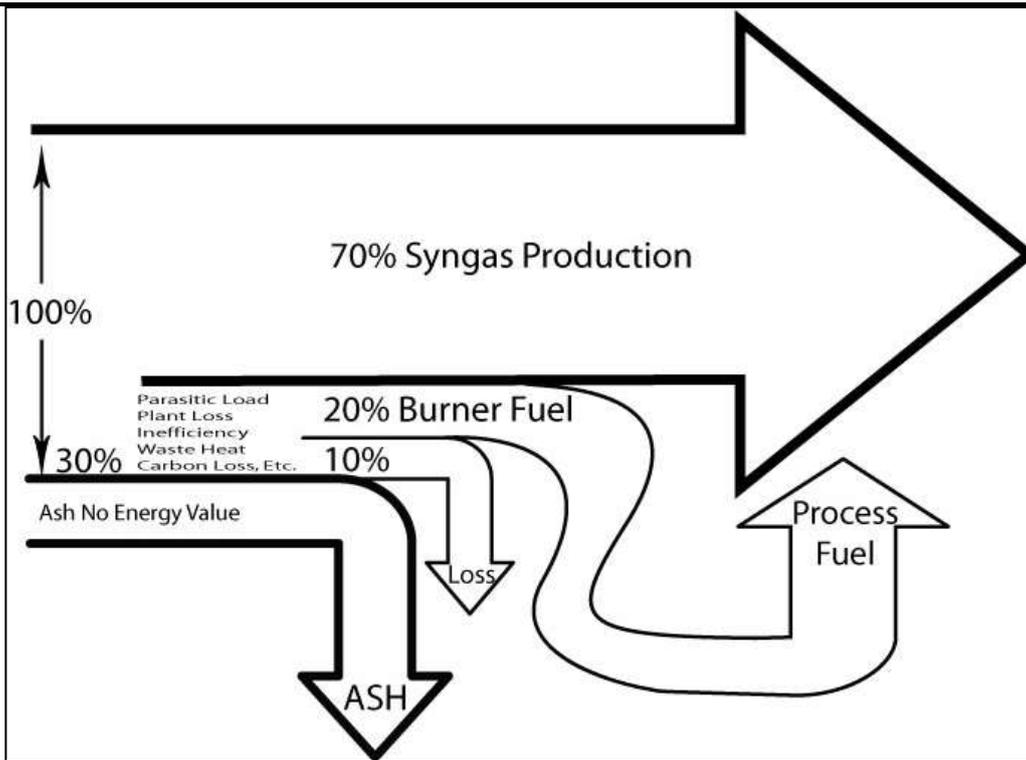 70% Syngas Production
100%
Parasitic Load
Plant Loss
Inefficiency
Waste Heat
Carbon Loss, Etc.
30%
20% Burner Fuel
10%
Ash No Energy Value
Loss
Process
Fuel
ASH